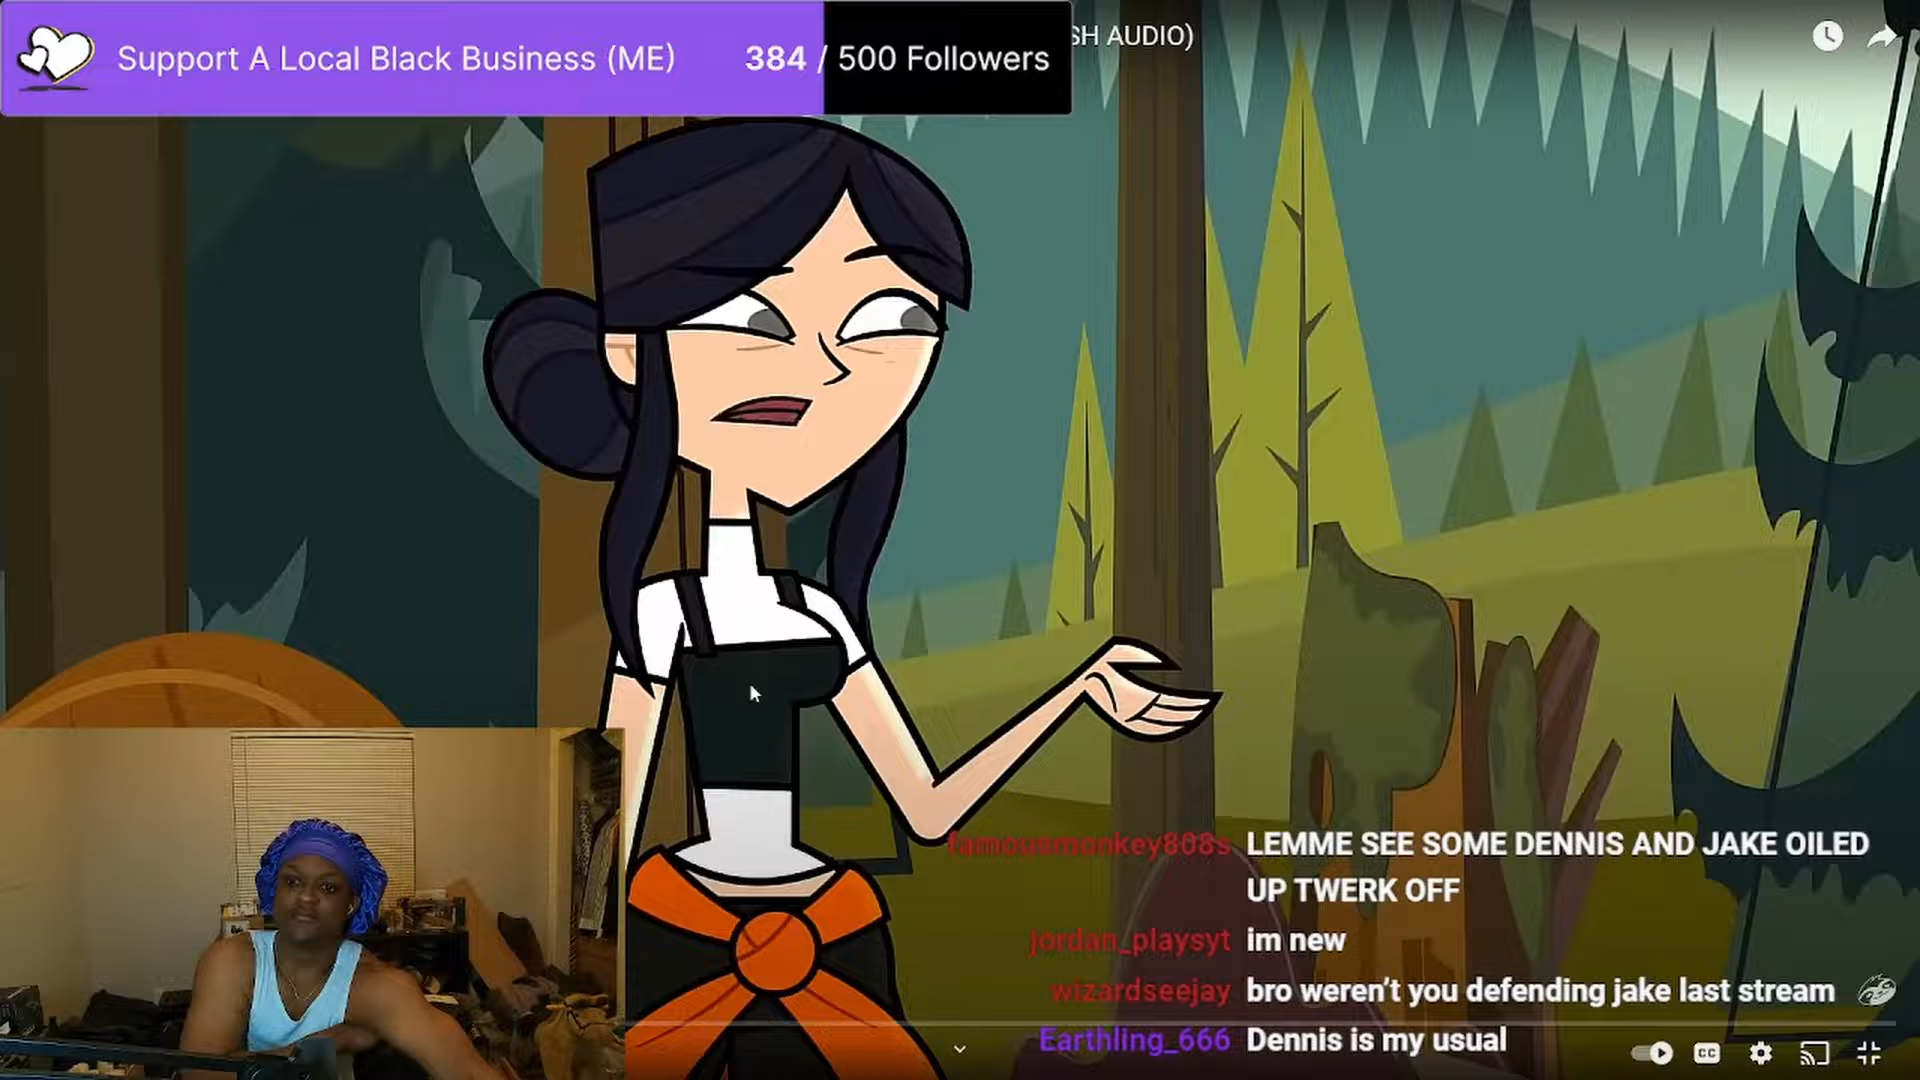 Support A Local Black Business (ME) 384 / 500 Followers
SH AUDIO)
famousmonkey808s LEMME SEE SOME DENNIS AND JAKE OILED
UP TWERK OFF
jordan_playsyt im new
wizardseejay bro weren't you defending jake last stream
Earthling_666 Dennis is my usual
CC